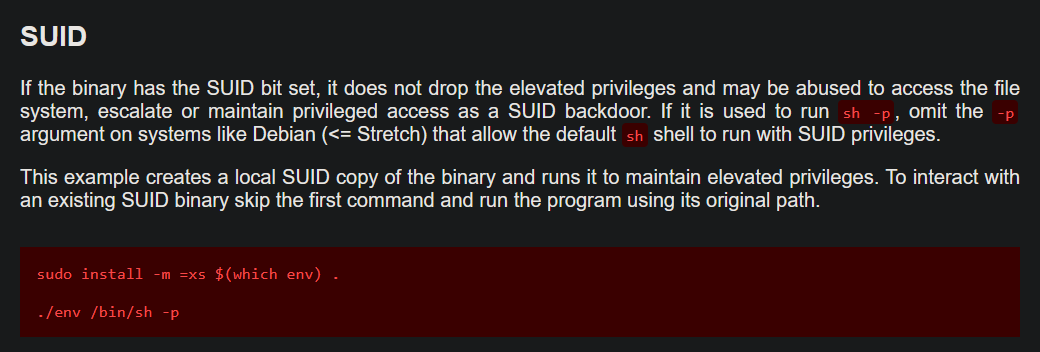 SUID
If the binary has the SUID bit set, it does not drop the elevated privileges and may be abused to access the file
system, escalate or maintain privileged access as a SUID backdoor. If it is used to run sh -p, omit the -p
argument on systems like Debian (<= Stretch) that allow the default sh shell to run with SUID privileges.
This example creates a local SUID copy of the binary and runs it to maintain elevated privileges. To interact with
an existing SUID binary skip the first command and run the program using its original path.
sudo install -m =xs $(which env) .
./env /bin/sh -p